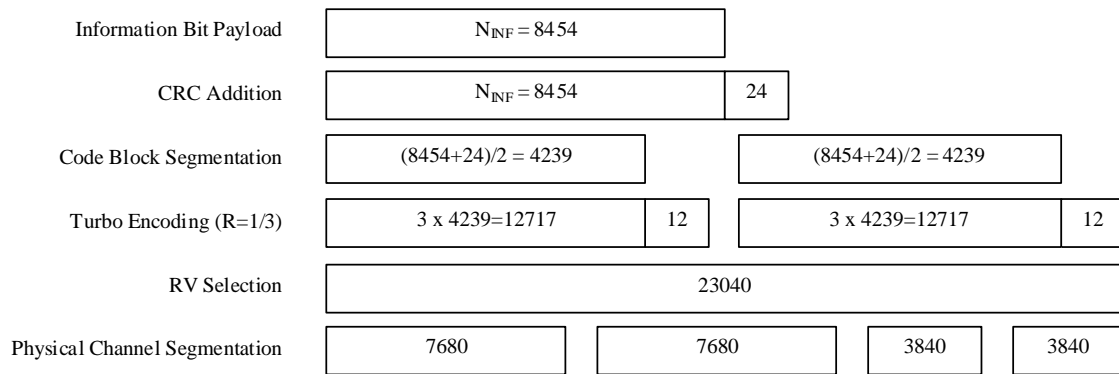 Information Bit Payload
N_INF = 8454
CRC Addition
N_INF = 8454
24
Code Block Segmentation
(8454+24)/2 = 4239
(8454+24)/2 = 4239
Turbo Encoding (R=1/3)
3 x 4239=12717
12
3 x 4239=12717
12
RV Selection
23040
Physical Channel Segmentation
7680
7680
3840
3840